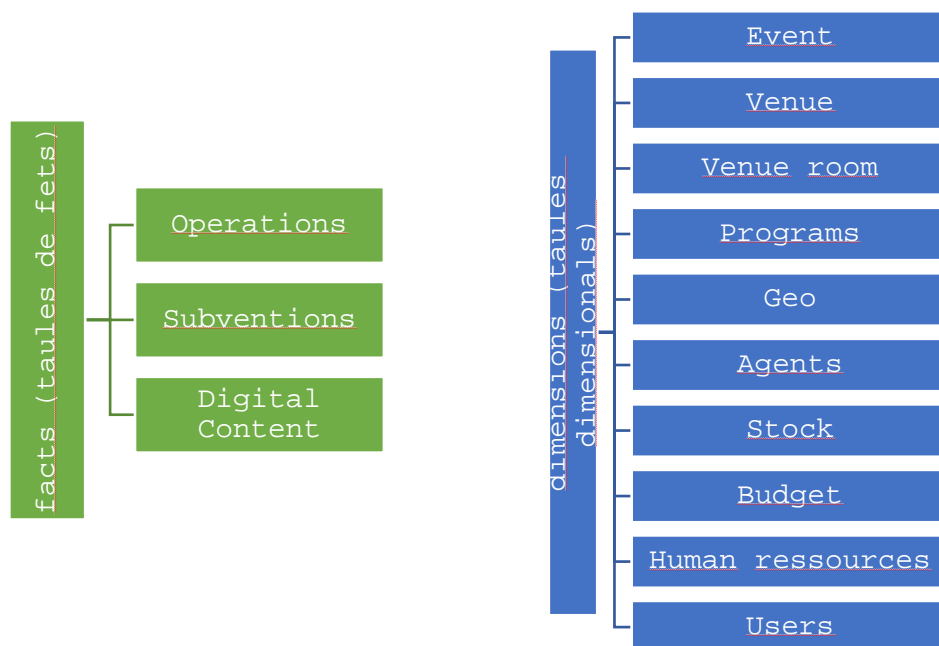 facts (taules de fets)
Operations
Subventions
Digital
Content
dimensions (taules
dimensionals)
Event
Venue
Venue room
Programs
Geo
Agents
Stock
Budget
Human ressources
Users